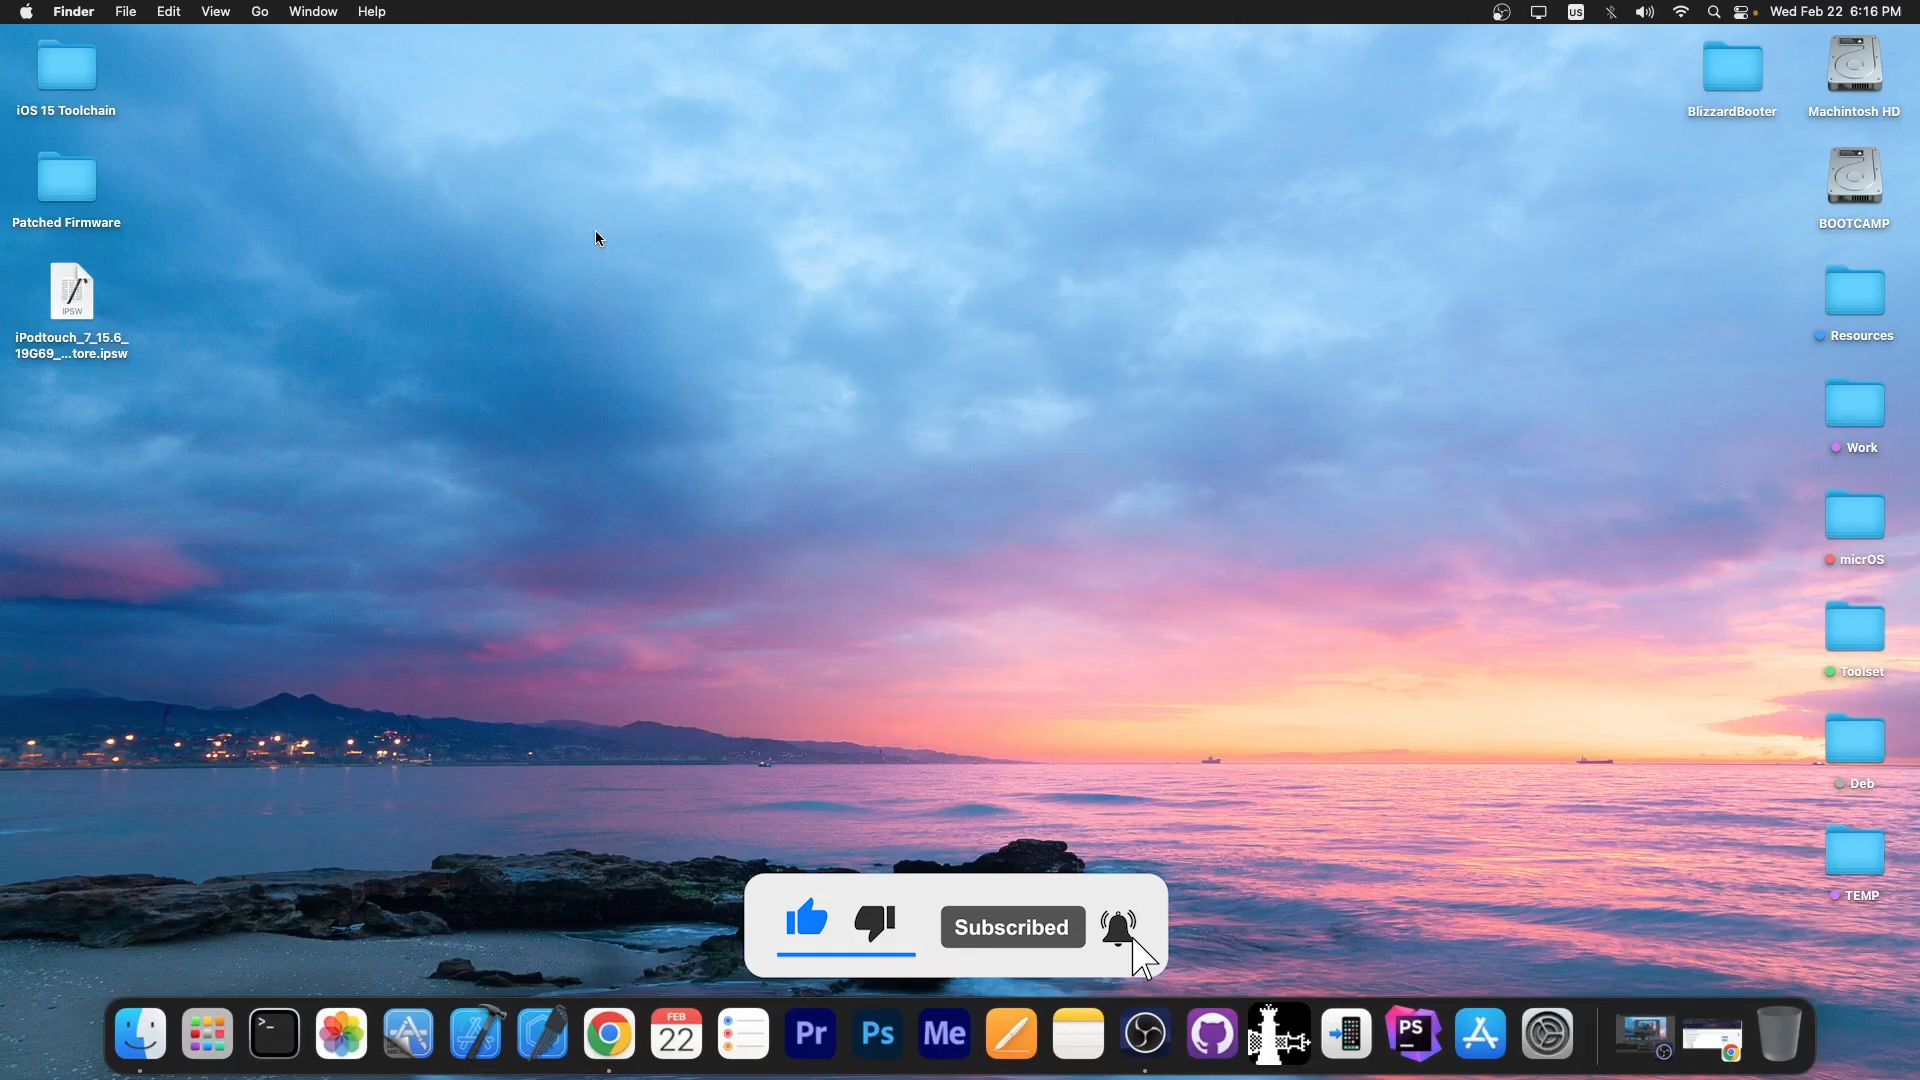 Finder File Edit View Go Window Help
US
Wed Feb 22 6:16 PM
iOS 15 Toolchain
Patched Firmware
IPSW
iPodtouch_7_15.6_
19G69_...tore.ipsw
BlizzardBooter
Machintosh HD
BOOTCAMP
Resources
Work
micrOS
Toolset
Deb
TEMP
Subscribed
>_
FEB
22
Pr
Ps
Me
PS